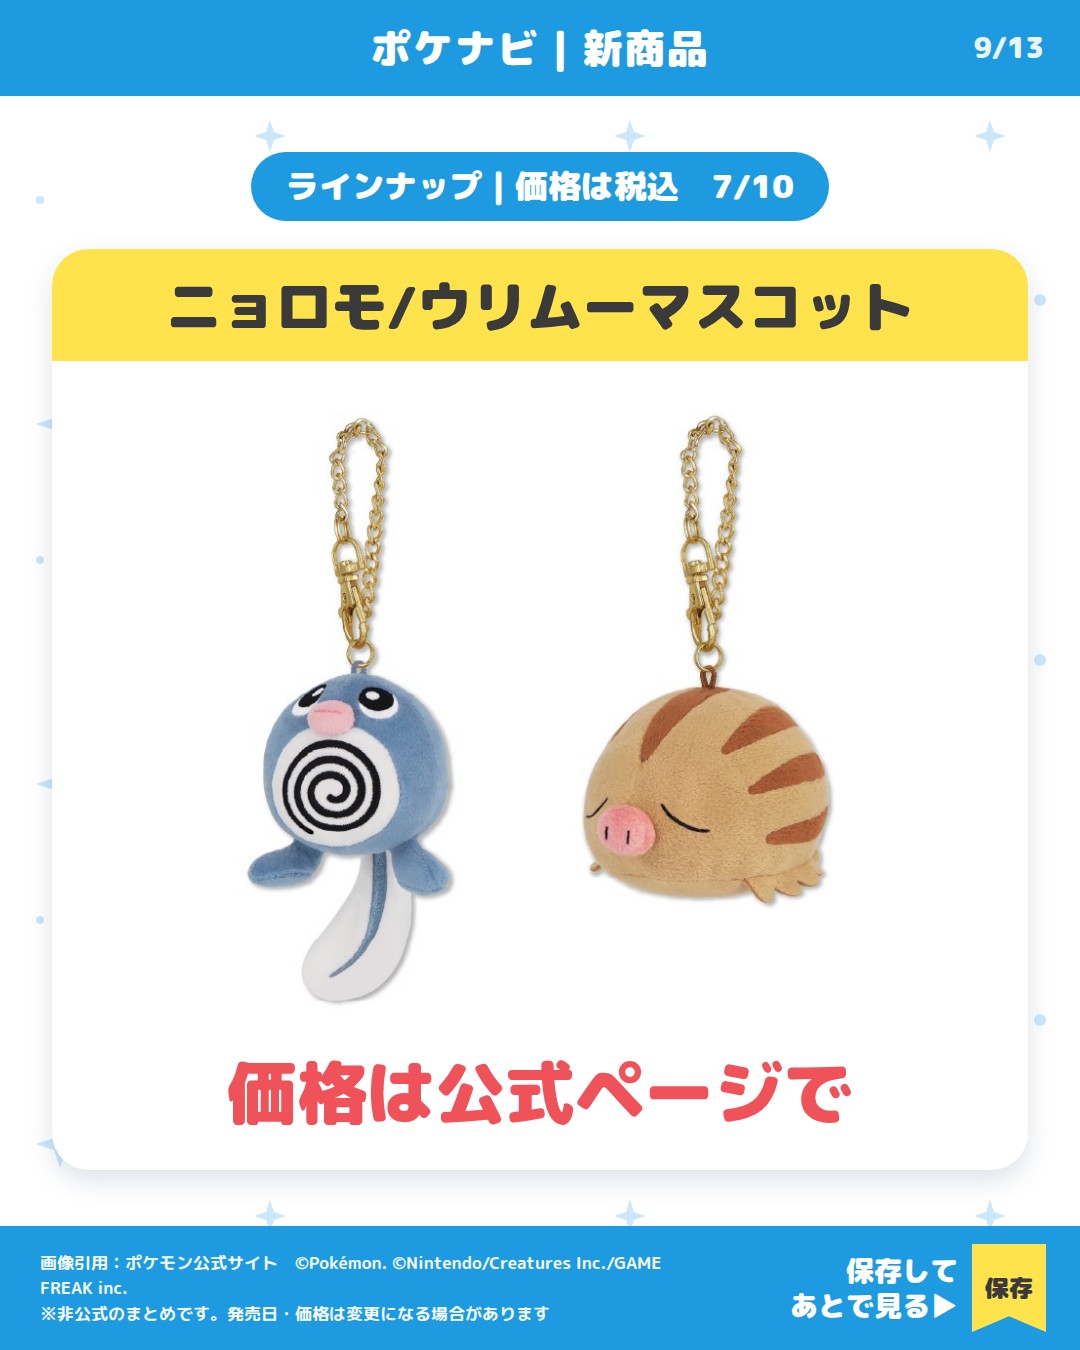 ポケナビ | 新商品
9/13
ラインナップ | 価格は税込　7/10
ニョロモ/ウリムーマスコット
価格は公式ページで
画像引用：ポケモン公式サイト　©Pokémon. ©Nintendo/Creatures Inc./GAME
FREAK inc.
※非公式のまとめです。発売日・価格は変更になる場合があります
保存して
あとで見る▶
保存